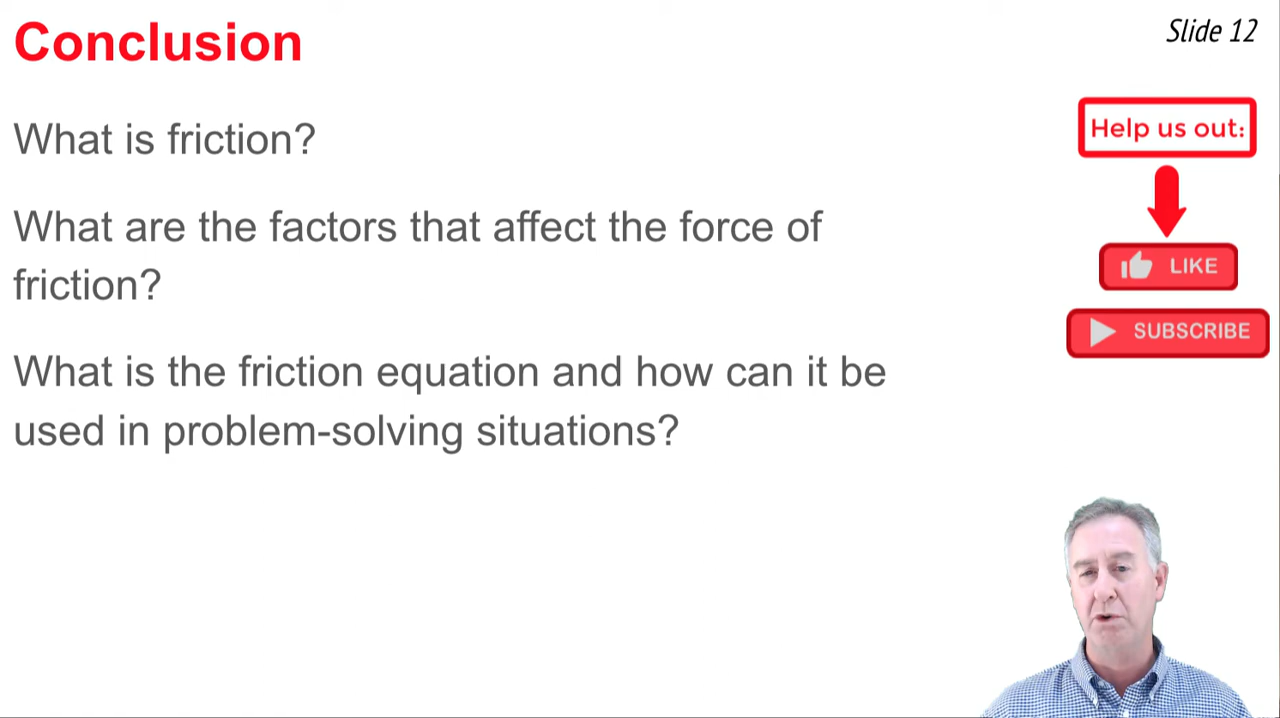 Conclusion
Slide 12
What is friction?
What are the factors that affect the force of
friction?
What is the friction equation and how can it be
used in problem-solving situations?
Help us out:
LIKE
SUBSCRIBE